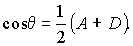 cosθ = 1/2 (A + D).